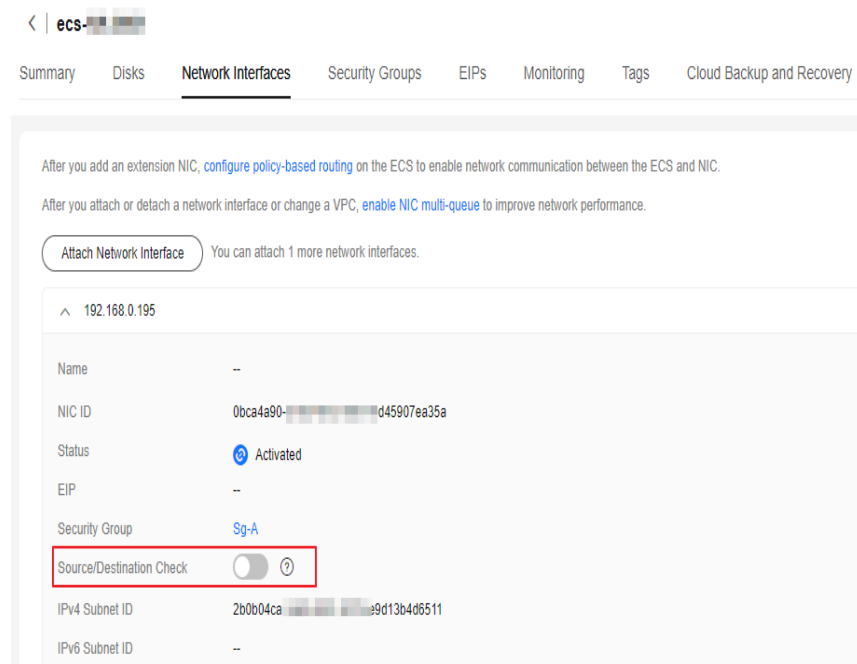 ecs-
Summary Disks Network Interfaces Security Groups EIPs Monitoring Tags Cloud Backup and Recovery
After you add an extension NIC, configure policy-based routing on the ECS to enable network communication between the ECS and NIC.
After you attach or detach a network interface or change a VPC, enable NIC multi-queue to improve network performance.
Attach Network Interface You can attach 1 more network interfaces.
192.168.0.195
Name --
NIC ID 0bca4a90- d45907ea35a
Status Activated
EIP --
Security Group Sg-A
Source/Destination Check ?
IPv4 Subnet ID 2b0b04ca e9d13b4d6511
IPv6 Subnet ID --